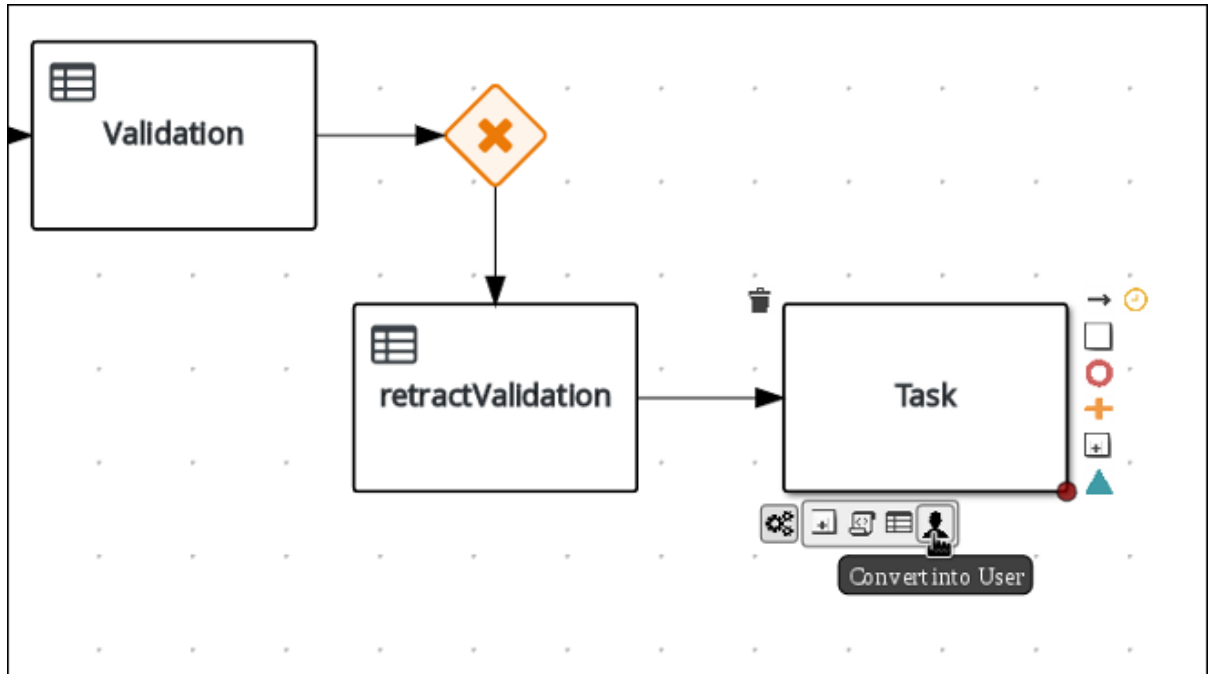 Validation
retractValidation
Task
Convert into User